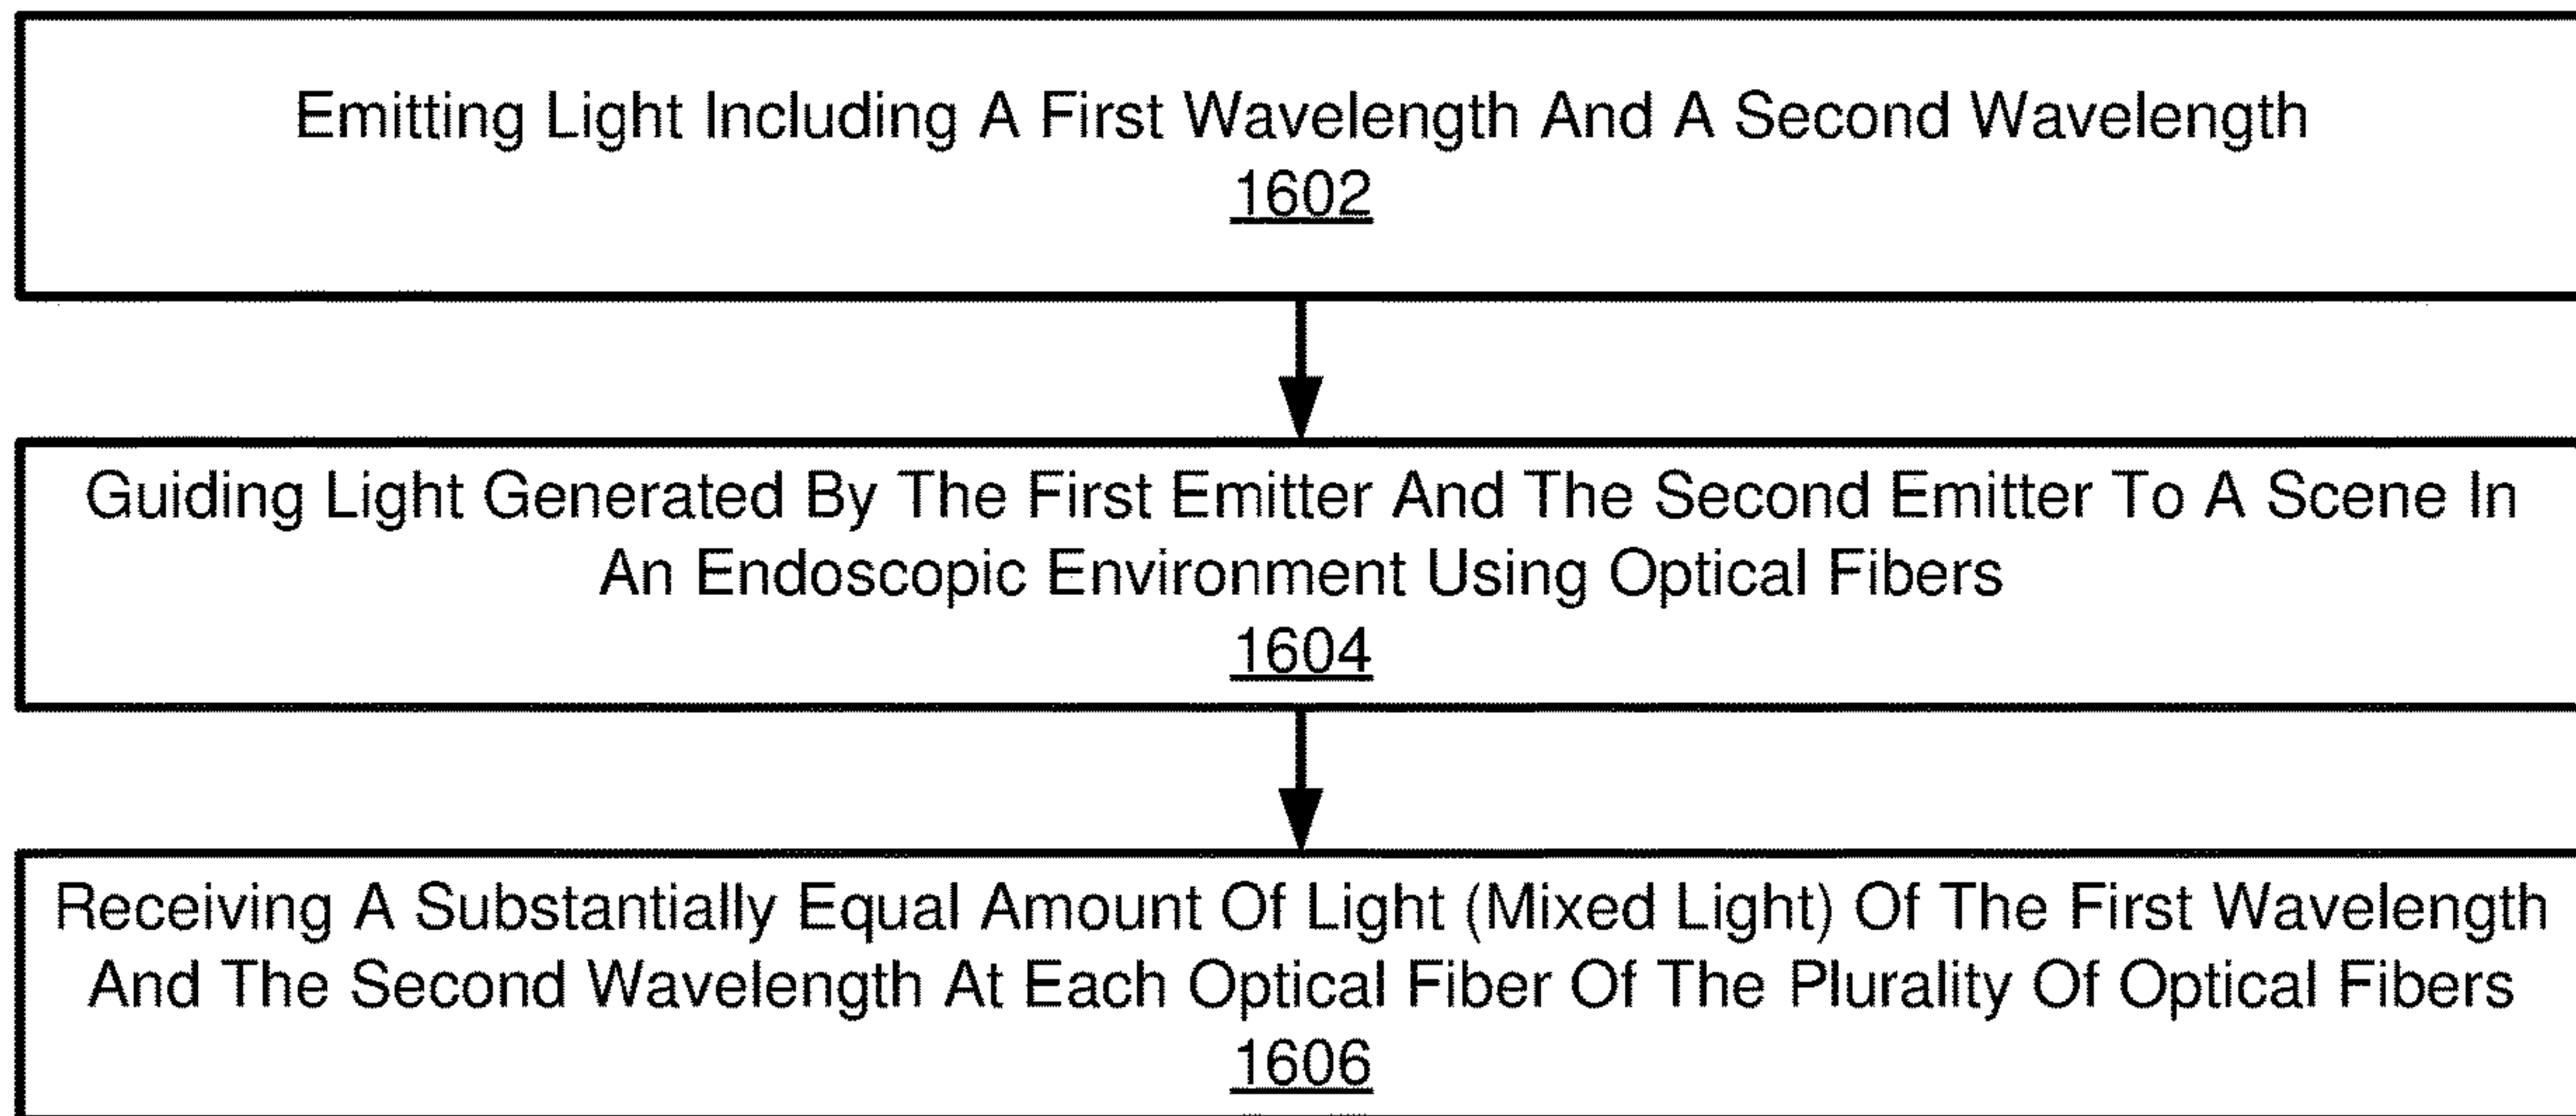 Emitting Light Including A First Wavelength And A Second Wavelength
1602
Guiding Light Generated By The First Emitter And The Second Emitter To A Scene In
An Endoscopic Environment Using Optical Fibers
1604
Receiving A Substantially Equal Amount Of Light (Mixed Light) Of The First Wavelength
And The Second Wavelength At Each Optical Fiber Of The Plurality Of Optical Fibers
1606